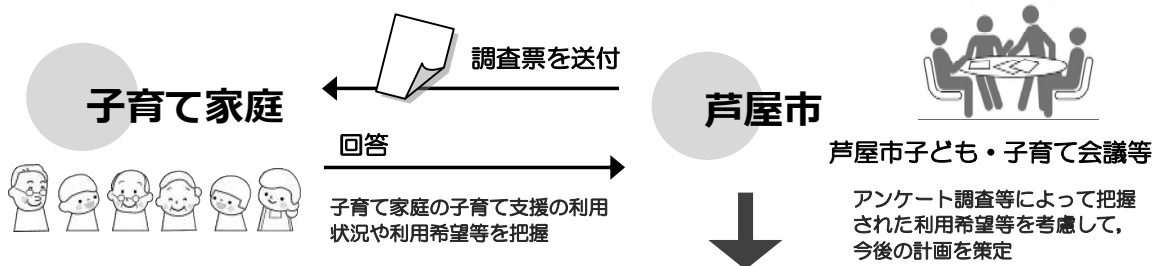 調査票を送付
子育て家庭
芦屋市
回答
芦屋市子ども・子育て会議等
子育て家庭の子育て支援の利用
状況や利用希望等を把握
アンケート調査等によって把握
された利用希望等を考慮して，
今後の計画を策定